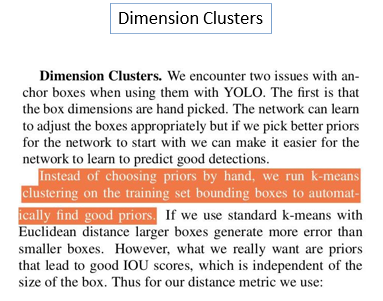 Dimension Clusters
Dimension Clusters. We encounter two issues with an-
chor boxes when using them with YOLO. The first is that
the box dimensions are hand picked. The network can learn
to adjust the boxes appropriately but if we pick better priors
for the network to start with we can make it easier for the
network to learn to predict good detections.
Instead of choosing priors by hand, we run k-means
clustering on the training set bounding boxes to automat-
ically find good priors. If we use standard k-means with
Euclidean distance larger boxes generate more error than
smaller boxes. However, what we really want are priors
that lead to good IOU scores, which is independent of the
size of the box. Thus for our distance metric we use: